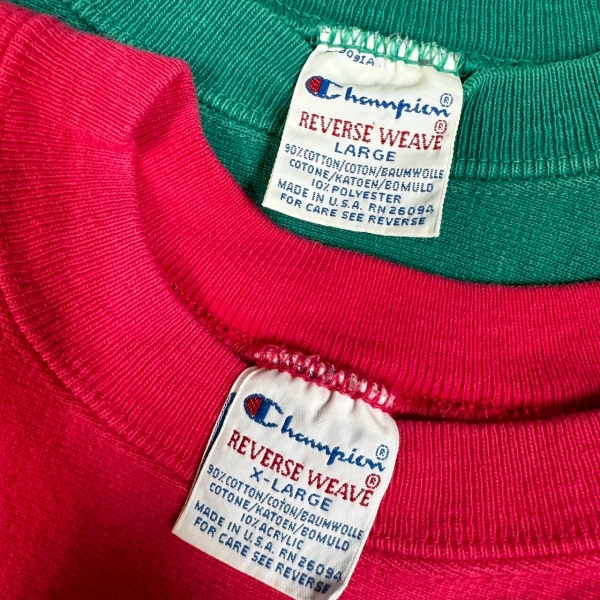 Champion®
REVERSE WEAVE®
LARGE
90% COTTON/COTON/BAUMWOLLE
COTONE/KATOEN/BOMULD
10% POLYESTER
MADE IN U.S.A. RN 26094
FOR CARE SEE REVERSE
Champion®
REVERSE WEAVE®
X-LARGE
90% COTTON/COTON/BAUMWOLLE
COTONE/KATOEN/BOMULD
10% ACRYLIC
MADE IN U.S.A. RN 26094
FOR CARE SEE REVERSE